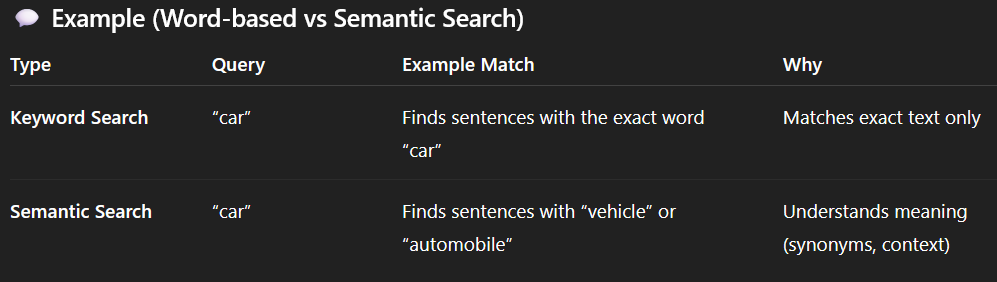 💬 Example (Word-based vs Semantic Search)
Type Query Example Match Why
Keyword Search “car” Finds sentences with the exact word Matches exact text only
“car”
Semantic Search “car” Finds sentences with “vehicle” or Understands meaning
“automobile” (synonyms, context)